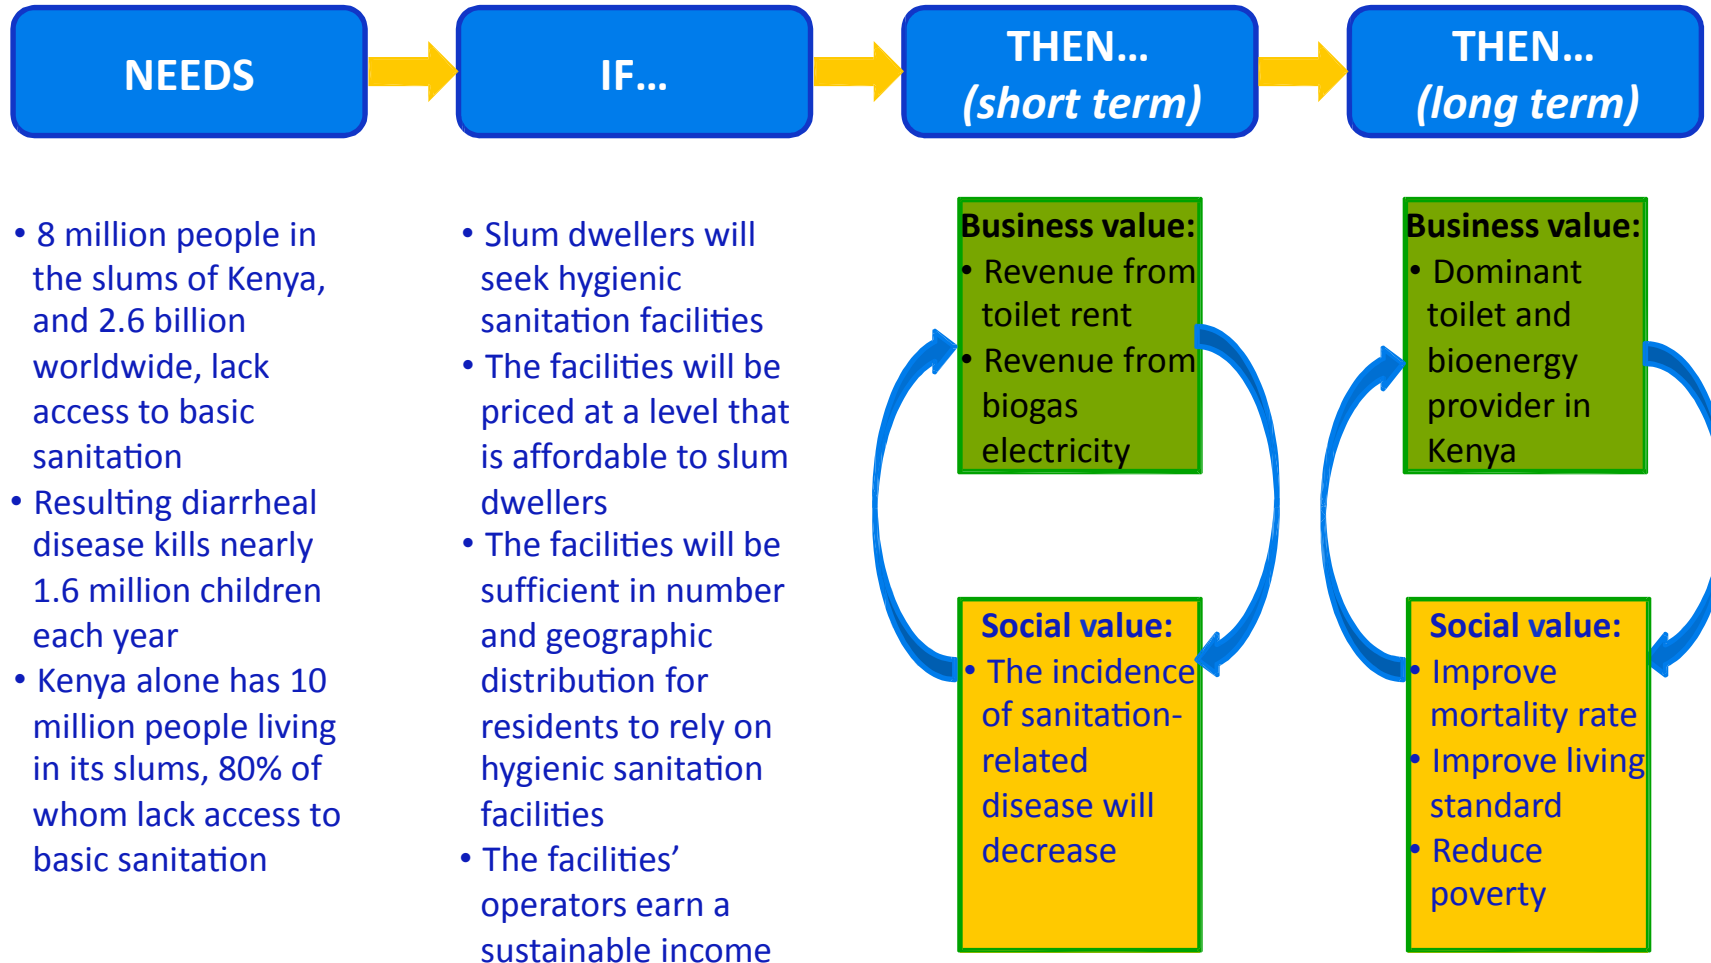 NEEDS
IF...
THEN...
(short term)
THEN...
(long term)
• 8 million people in
the slums of Kenya,
and 2.6 billion
worldwide, lack
access to basic
sanitation
• Resulting diarrheal
disease kills nearly
1.6 million children
each year
• Kenya alone has 10
million people living
in its slums, 80% of
whom lack access to
basic sanitation
• Slum dwellers will
seek hygienic
sanitation facilities
• The facilities will be
priced at a level that
is affordable to slum
dwellers
• The facilities will be
sufficient in number
and geographic
distribution for
residents to rely on
hygienic sanitation
facilities
• The facilities’
operators earn a
sustainable income
Business value:
• Revenue from
toilet rent
• Revenue from
biogas
electricity
Social value:
• The incidence
of sanitation-
related
disease will
decrease
Business value:
• Dominant
toilet and
bioenergy
provider in
Kenya
Social value:
• Improve
mortality rate
• Improve living
standard
• Reduce
poverty